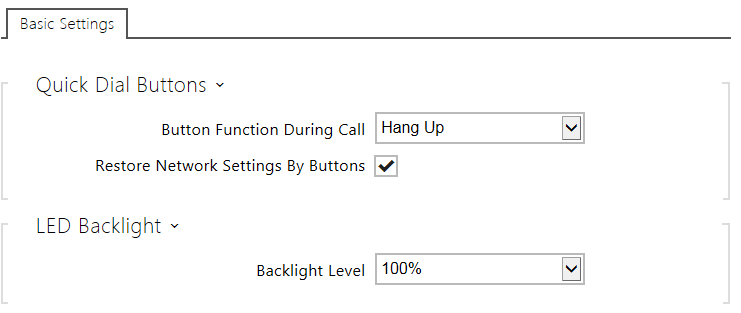 Basic Settings
Quick Dial Buttons
Button Function During Call Hang Up
Restore Network Settings By Buttons
LED Backlight
Backlight Level 100%